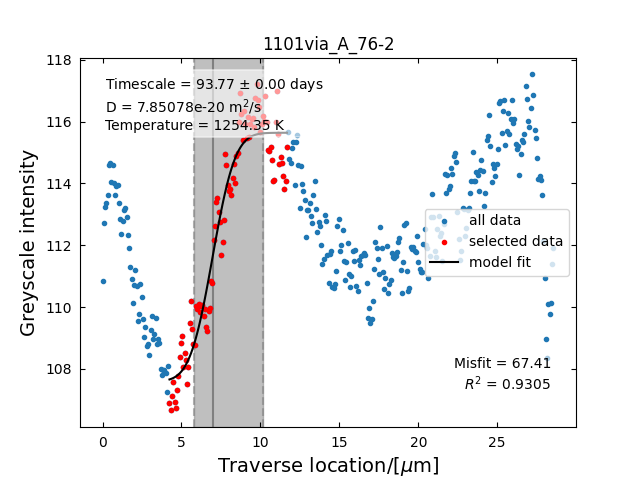 1101via_A_76-2
Timescale = 93.77 ± 0.00 days
D = 7.85078e-20 m²/s
Temperature = 1254.35 K
118
116
114
112
110
108
Greyscale intensity
all data
selected data
model fit
Misfit = 67.41
R² = 0.9305
0 5 10 15 20 25
Traverse location/[μm]